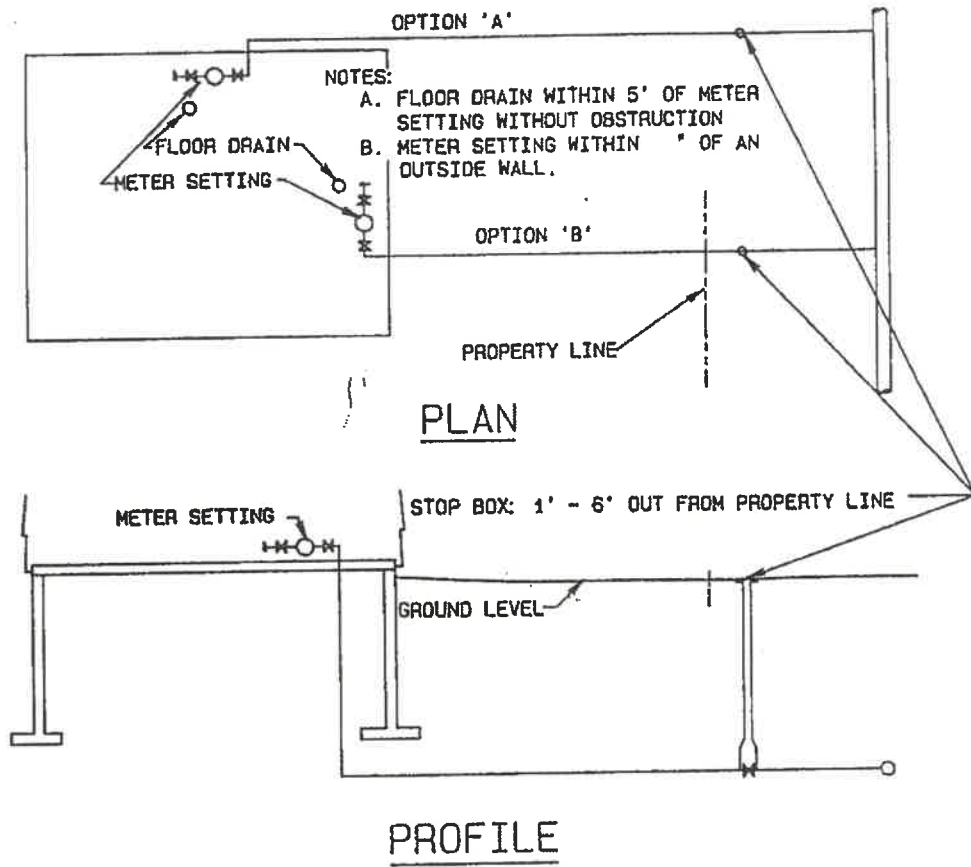 OPTION 'A'
NOTES:
A. FLOOR DRAIN WITHIN 5' OF METER
SETTING WITHOUT OBSTRUCTION
B. METER SETTING WITHIN " OF AN
OUTSIDE WALL.
FLOOR DRAIN
METER SETTING
OPTION 'B'
PROPERTY LINE
PLAN
STOP BOX: 1' - 6' OUT FROM PROPERTY LINE
METER SETTING
GROUND LEVEL
PROFILE